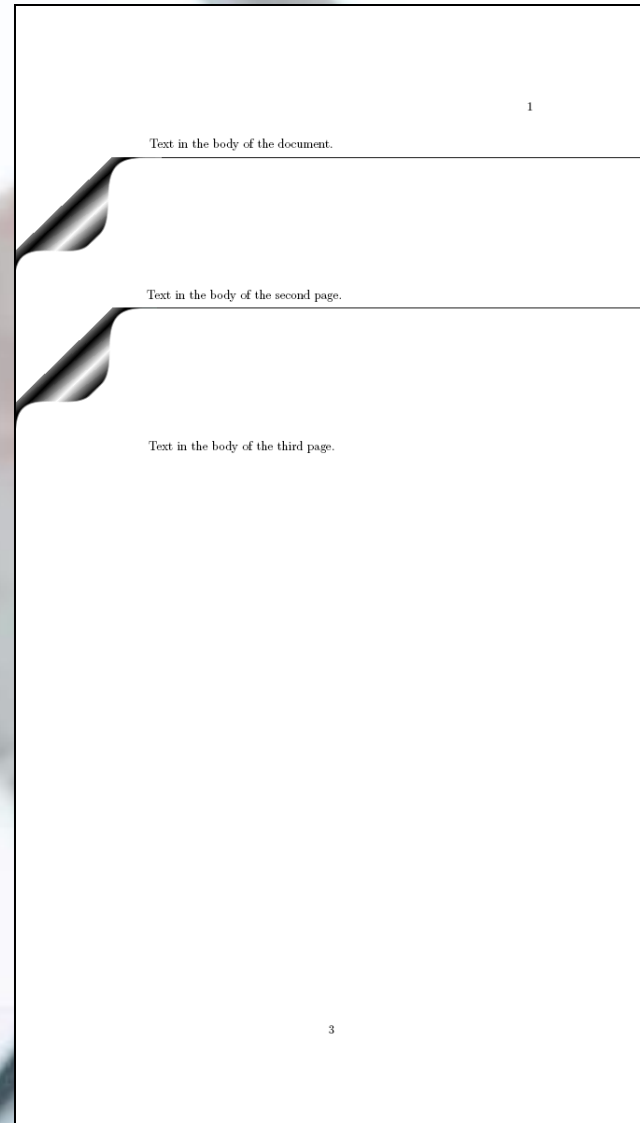 1
Text in the body of the document.
Text in the body of the second page.
Text in the body of the third page.
3